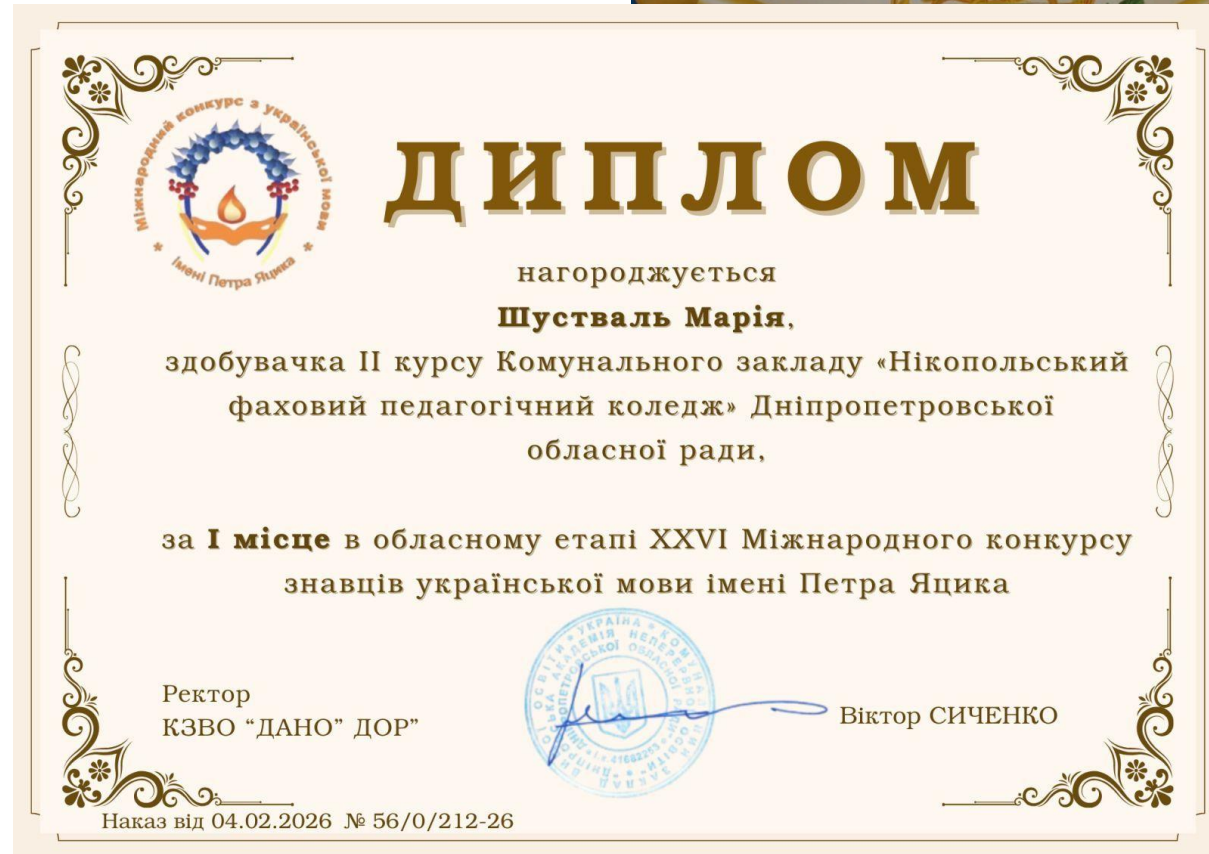 Міжнародний конкурс з української мови
імені Петра Яцика
ДИПЛОМ
нагороджується
Шустваль Марія,
здобувачка ІІ курсу Комунального закладу «Нікопольський
фаховий педагогічний коледж» Дніпропетровської
обласної ради,
за І місце в обласному етапі XXVI Міжнародного конкурсу
знавців української мови імені Петра Яцика
Ректор
КЗВО “ДАНО” ДОР”
Віктор СИЧЕНКО
Наказ від 04.02.2026 № 56/0/212-26